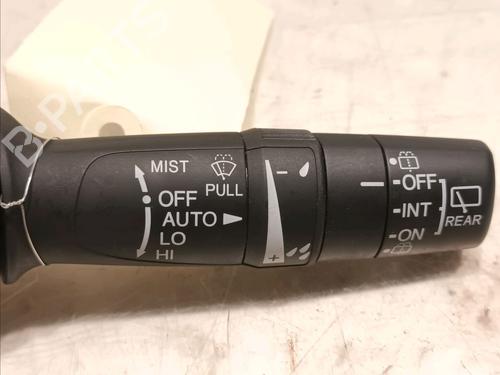 MIST
PULL
OFF
AUTO
LO
HI
-
+
OFF
INT
ON
REAR
B-PARTS